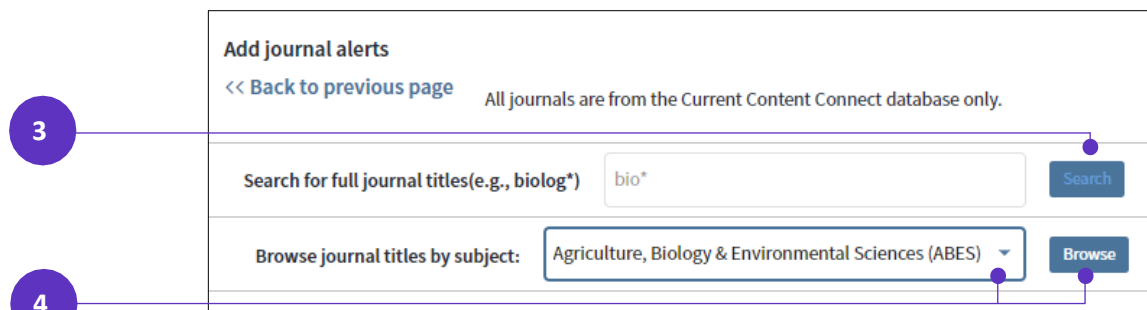 Add journal alerts
<< Back to previous page
All journals are from the Current Content Connect database only.
3
Search for full journal titles(e.g., biolog*)
bio*
Search
Browse journal titles by subject:
Agriculture, Biology & Environmental Sciences (ABES)
Browse
4